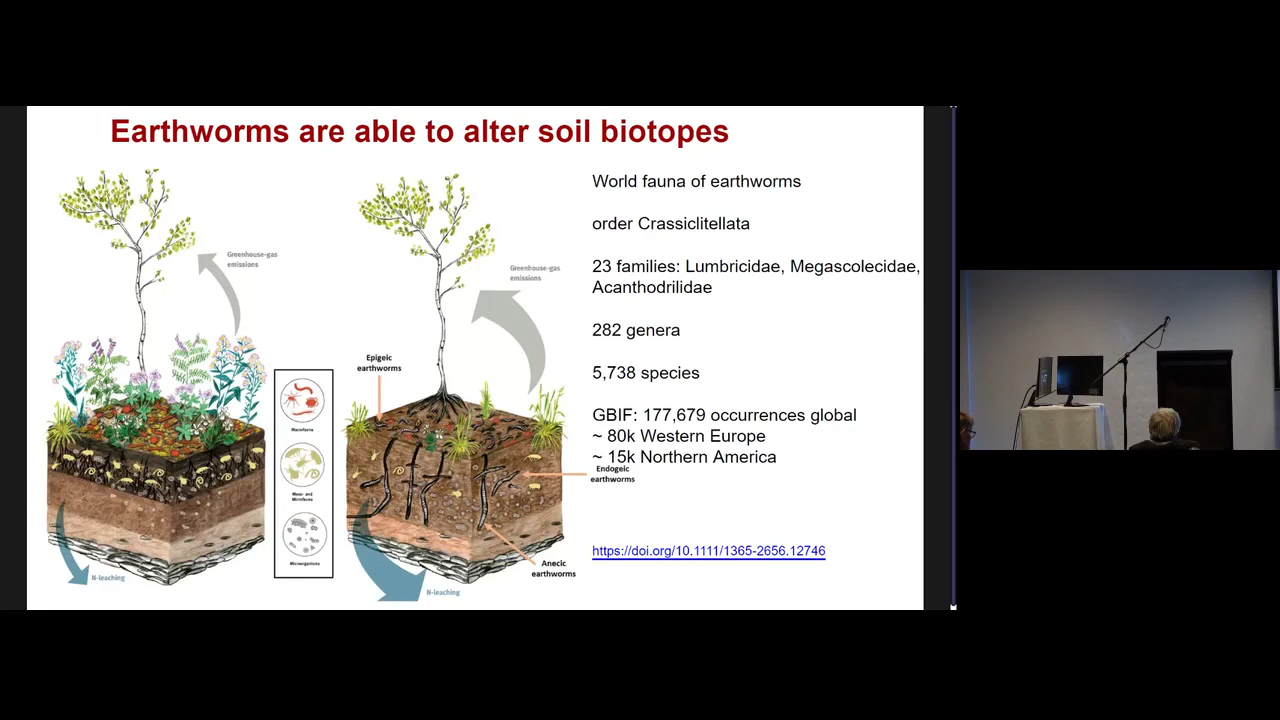 Earthworms are able to alter soil biotopes
World fauna of earthworms
order Crassiclitellata
23 families: Lumbricidae, Megascolecidae,
Acanthodrilidae
282 genera
5,738 species
GBIF: 177,679 occurrences global
~ 80k Western Europe
~ 15k Northern America
https://doi.org/10.1111/1365-2656.12746
Greenhouse-gas
emissions
N-leaching
Macrofauna
Meso- and
Microfauna
Microorganisms
Greenhouse-gas
emissions
Epigeic
earthworms
Endogeic
earthworms
Anecic
earthworms
N-leaching